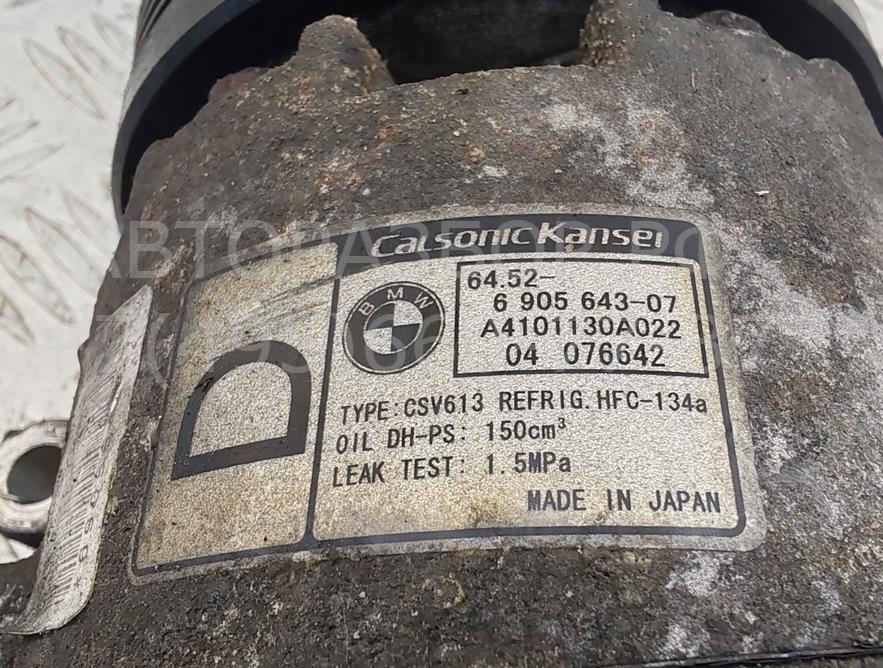 CalsonicKansei
D
BMW
64.52-
6 905 643-07
A4101130A022
04 076642
TYPE:CSV613 REFRIG.HFC-134a
OIL DH-PS: 150cm³
LEAK TEST: 1.5MPa
MADE IN JAPAN